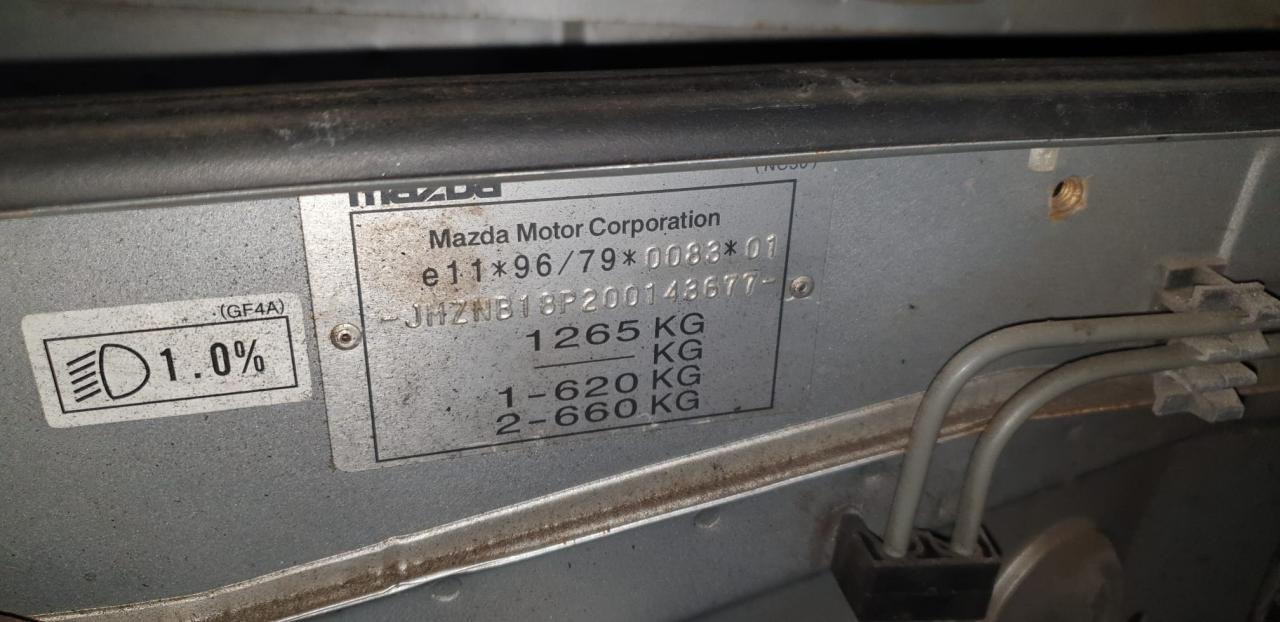 mazda
(NC50)
Mazda Motor Corporation
e11*96/79*0083*01
-JMZNB18P200143677-
1265 KG
KG
1-620 KG
2-660 KG
(GF4A)
1.0%